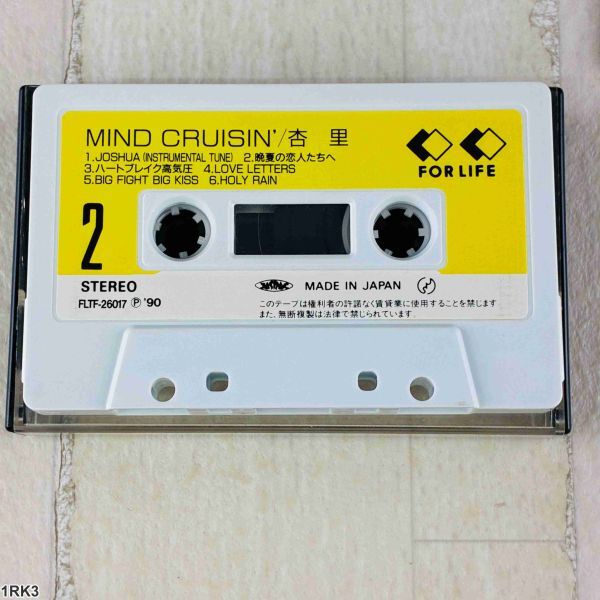 MIND CRUISIN'/杏 里
1.JOSHUA (INSTRUMENTAL TUNE) 2.晩夏の恋人たちへ
3.ハートブレイク高気圧 4.LOVE LETTERS
5.BIG FIGHT BIG KISS 6.HOLY RAIN
FOR LIFE
2
STEREO
FLTF-26017 Ⓟ '90
MADE IN JAPAN
このテープは権利者の許諾なく賃貸業に使用することを禁じます
また、無断複製は法律で禁じられています
1RK3